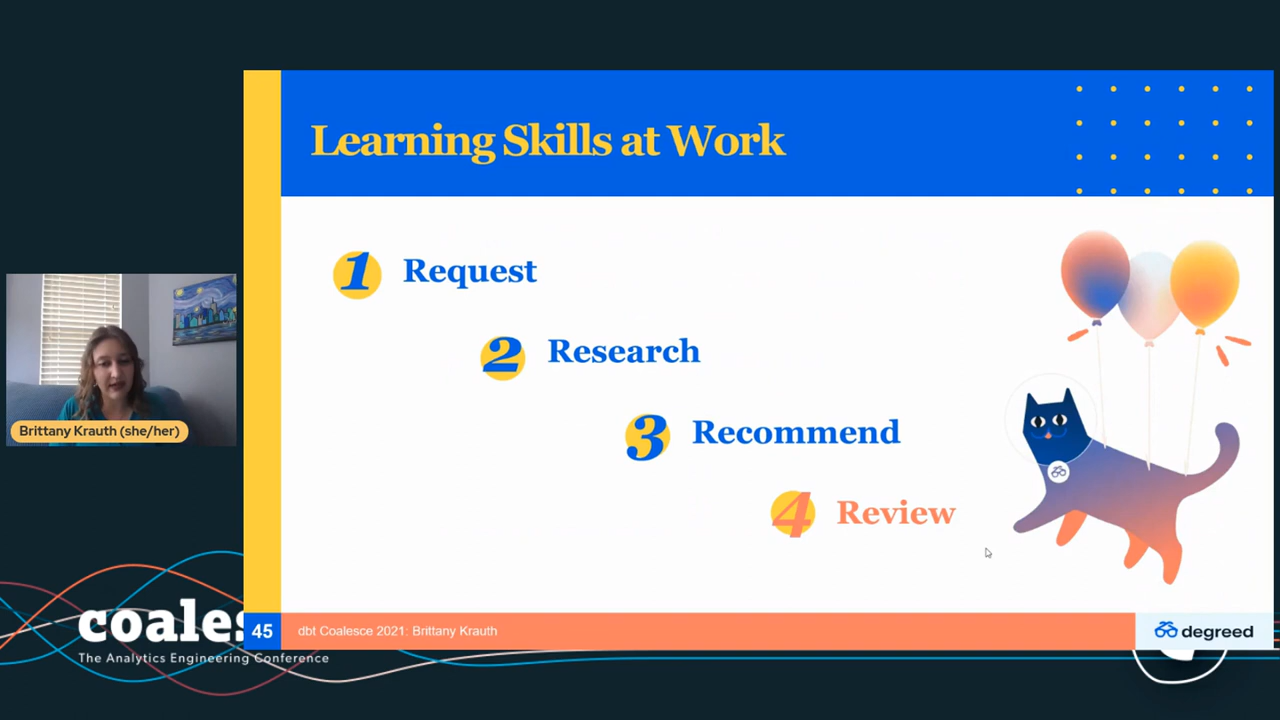 Learning Skills at Work
1 Request
2 Research
3 Recommend
4 Review
Brittany Krauth (she/her)
45 dbt Coalesce 2021: Brittany Krauth
degreed
coales
The Analytics Engineering Conference